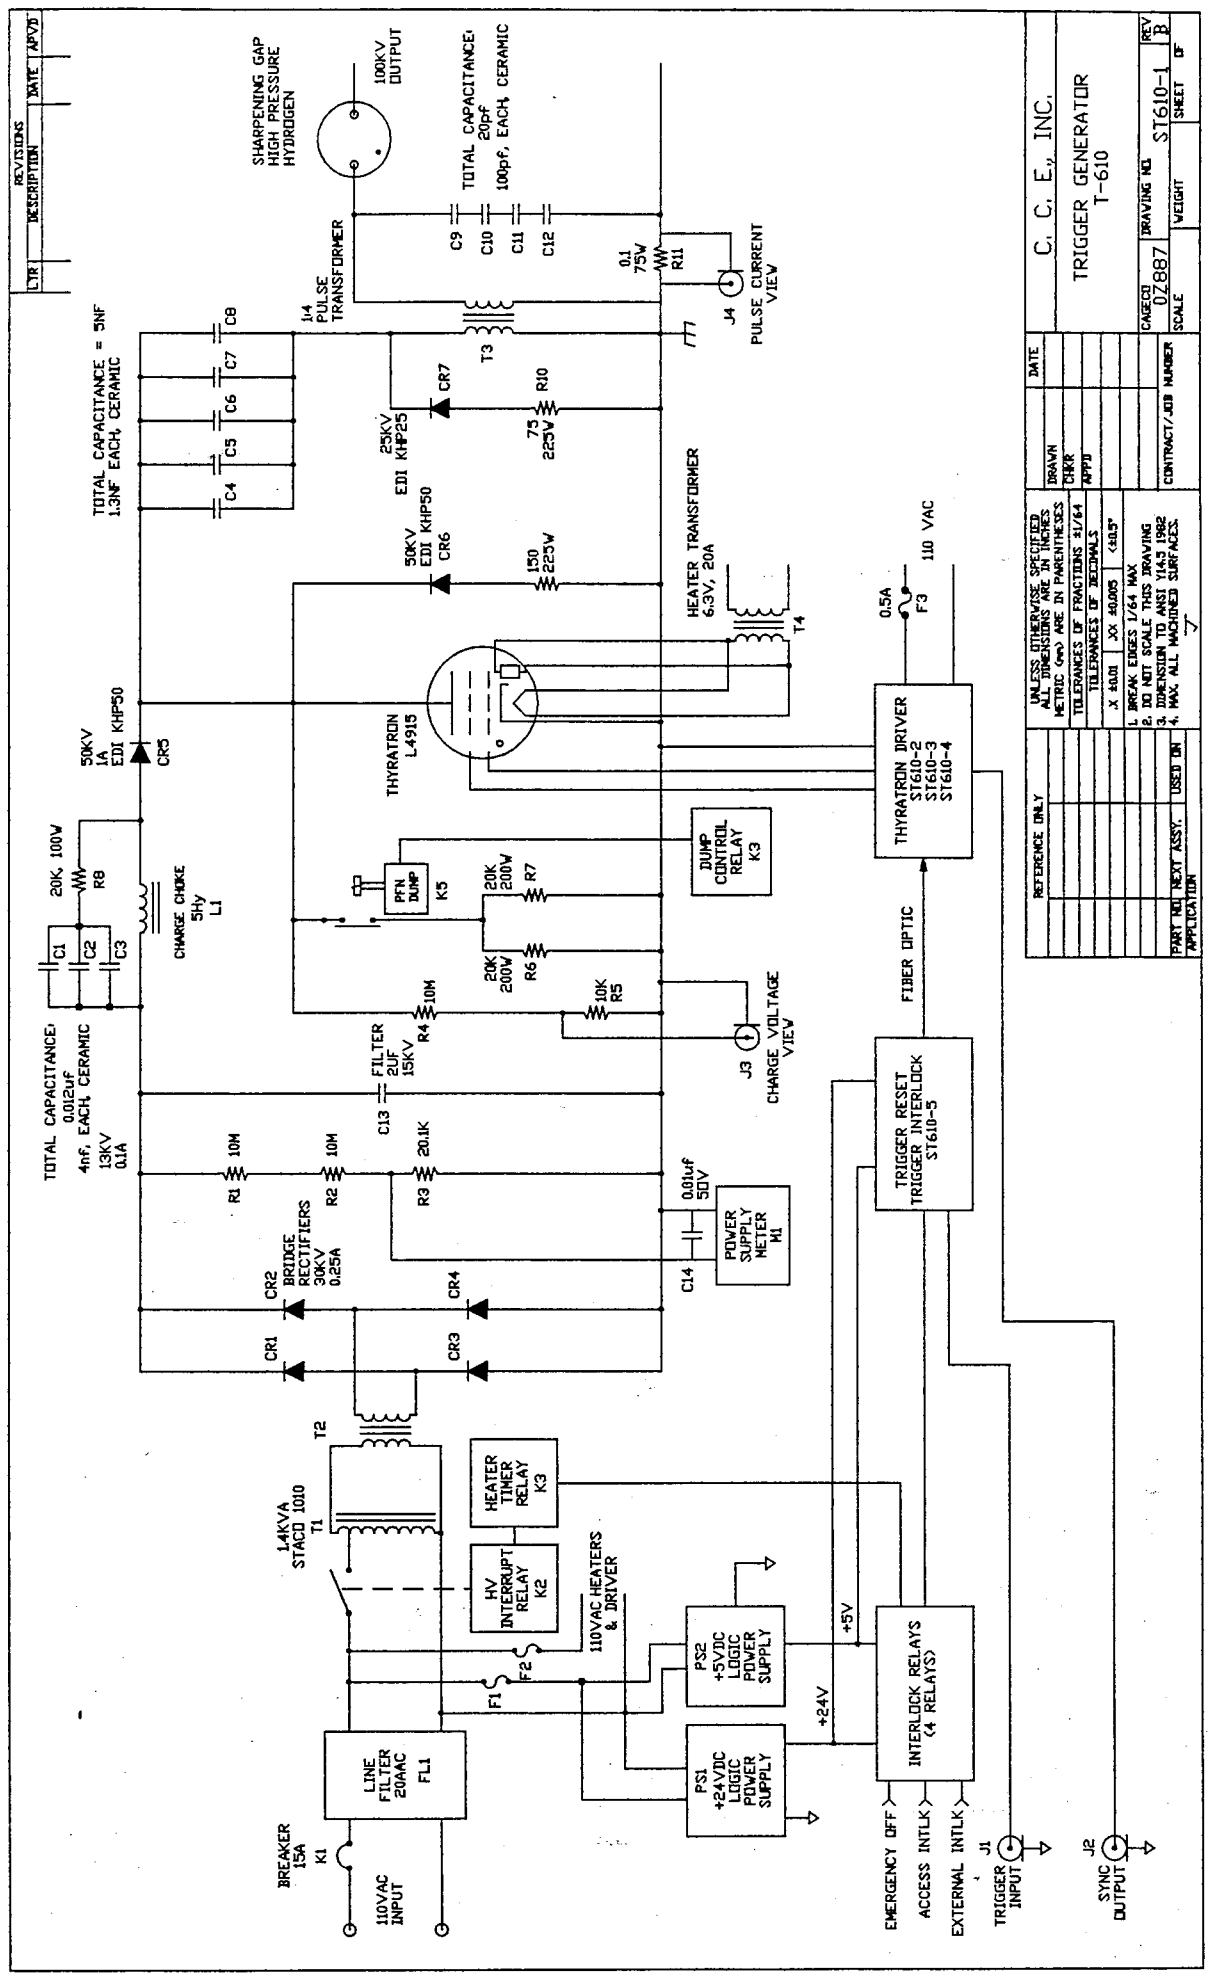 REVISIONS
LTR DESCRIPTION DATE APVD
TOTAL CAPACITANCE:
0.012uf
4nf, EACH, CERAMIC
13KV
0.1A
C1
C2
C3
20K, 100W
R8
CHARGE CHOKE
5Hy
L1
50KV
1A
EDI KHP50
CR5
TOTAL CAPACITANCE = 5NF
1.3NF EACH, CERAMIC
C4
C5
C6
C7
C8
SHARPENING GAP
HIGH PRESSURE
HYDROGEN
100KV
OUTPUT
1:4
PULSE
TRANSFORMER
T3
TOTAL CAPACITANCE:
20pf
100pf, EACH, CERAMIC
C9
C10
C11
C12
0.1
75W
R11
J4
PULSE CURRENT
VIEW
25KV
EDI KHP25
CR7
75
225W
R10
50KV
EDI KHP50
CR6
150
225W
THYRATRON
L4915
HEATER TRANSFORMER
6.3V, 20A
T4
PFN
DUMP
K5
DUMP
CONTROL
RELAY
K3
20K
200W
R7
20K
200W
R6
10M
R4
10K
R5
J3
CHARGE VOLTAGE
VIEW
FILTER
2UF
15KV
C13
R1
10M
R2
10M
R3
20.1K
0.01uf
50V
C14
POWER
SUPPLY
METER
M1
CR2
BRIDGE
RECTIFIERS
30KV
0.25A
CR1
CR4
CR3
T2
1.4KVA
STACO 1010
T1
HEATER
TIMER
RELAY
K3
HV
INTERRUPT
RELAY
K2
BREAKER
15A
K1
110VAC
INPUT
LINE
FILTER
20AAC
FL1
F1
F2
110VAC HEATERS
& DRIVER
PS1
+24VDC
LOGIC
POWER
SUPPLY
PS2
+5VDC
LOGIC
POWER
SUPPLY
+24V
+5V
INTERLOCK RELAYS
(4 RELAYS)
EMERGENCY OFF
ACCESS INTLK
EXTERNAL INTLK
J1
TRIGGER
INPUT
J2
SYNC
OUTPUT
TRIGGER RESET
TRIGGER INTERLOCK
ST610-5
FIBER OPTIC
THYRATRON DRIVER
ST610-2
ST610-3
ST610-4
0.5A
F3
110 VAC
REFERENCE ONLY
PART NO. NEXT ASSY. USED ON
APPLICATION
UNLESS OTHERWISE SPECIFIED
ALL DIMENSIONS ARE IN INCHES
METRIC (mm) ARE IN PARENTHESES
TOLERANCES OF FRACTIONS ±1/64
TOLERANCES OF DECIMALS
.X ±0.01 .XX ±0.005 <±0.5°
1. BREAK EDGES 1/64 MAX
2. DO NOT SCALE THIS DRAWING
3. DIMENSION TO ANSI Y14.5 1982
4. MAX. ALL MACHINED SURFACES.
DATE
DRAWN
CHKR
APPD
CONTRACT/JOB NUMBER
C. C. E., INC.
TRIGGER GENERATOR
T-610
CAGECD
0Z887
DRAWING NO.
ST610-1
REV
B
SCALE
WEIGHT
SHEET OF